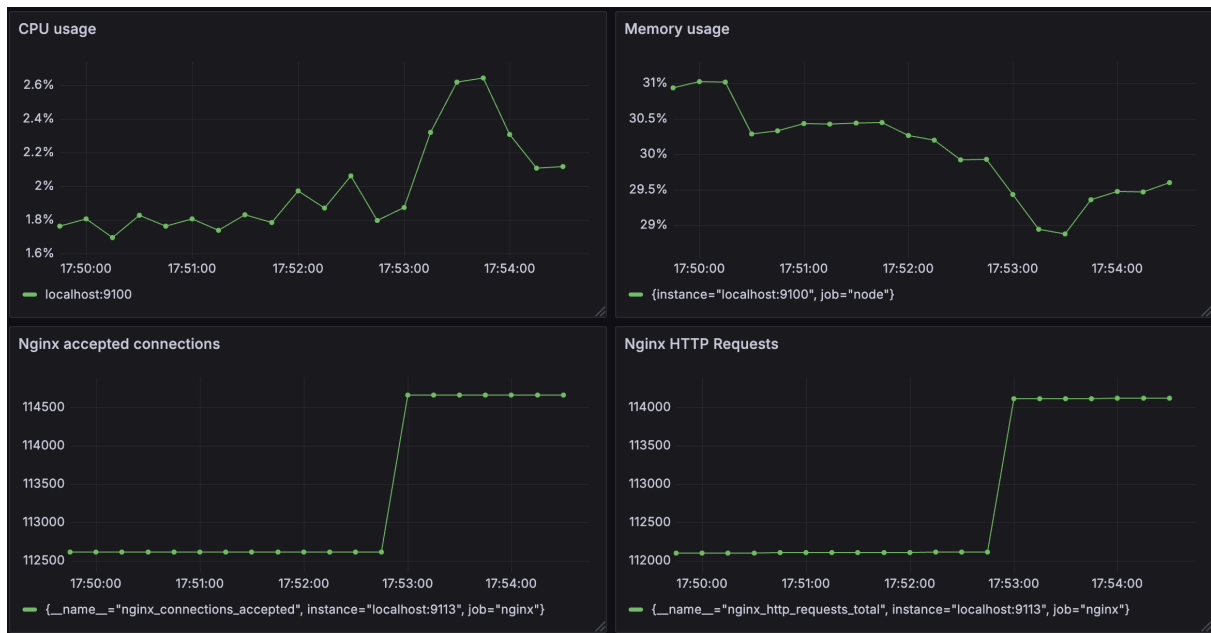 CPU usage
2.6%
2.4%
2.2%
2%
1.8%
1.6%
17:50:00 17:51:00 17:52:00 17:53:00 17:54:00
localhost:9100
Memory usage
31%
30.5%
30%
29.5%
29%
17:50:00 17:51:00 17:52:00 17:53:00 17:54:00
{instance="localhost:9100", job="node"}
Nginx accepted connections
114500
114000
113500
113000
112500
17:50:00 17:51:00 17:52:00 17:53:00 17:54:00
{__name__="nginx_connections_accepted", instance="localhost:9113", job="nginx"}
Nginx HTTP Requests
114000
113500
113000
112500
112000
17:50:00 17:51:00 17:52:00 17:53:00 17:54:00
{__name__="nginx_http_requests_total", instance="localhost:9113", job="nginx"}